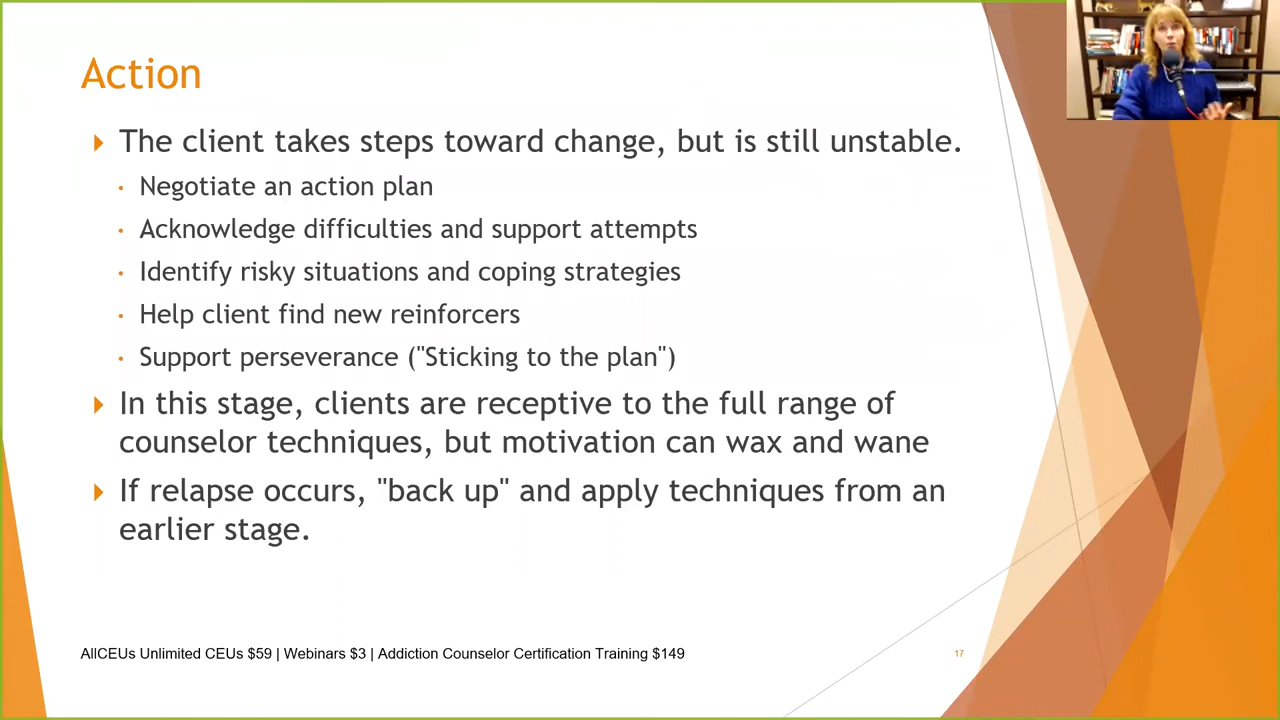 Action
The client takes steps toward change, but is still unstable.
Negotiate an action plan
Acknowledge difficulties and support attempts
Identify risky situations and coping strategies
Help client find new reinforcers
Support perseverance ("Sticking to the plan")
In this stage, clients are receptive to the full range of
counselor techniques, but motivation can wax and wane
If relapse occurs, "back up" and apply techniques from an
earlier stage.
AllCEUs Unlimited CEUs $59 | Webinars $3 | Addiction Counselor Certification Training $149
17